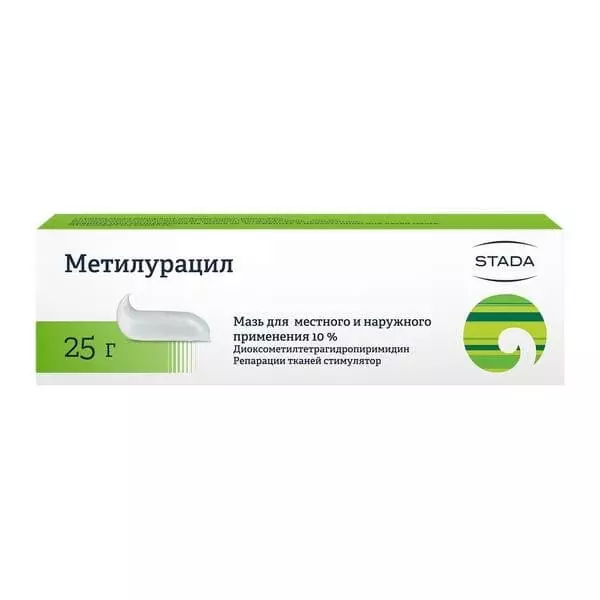 Метилурацил
STADA
Мазь для местного и наружного
применения 10 %
Диоксометилтетрагидропиримидин
Репарации тканей стимулятор
25 г